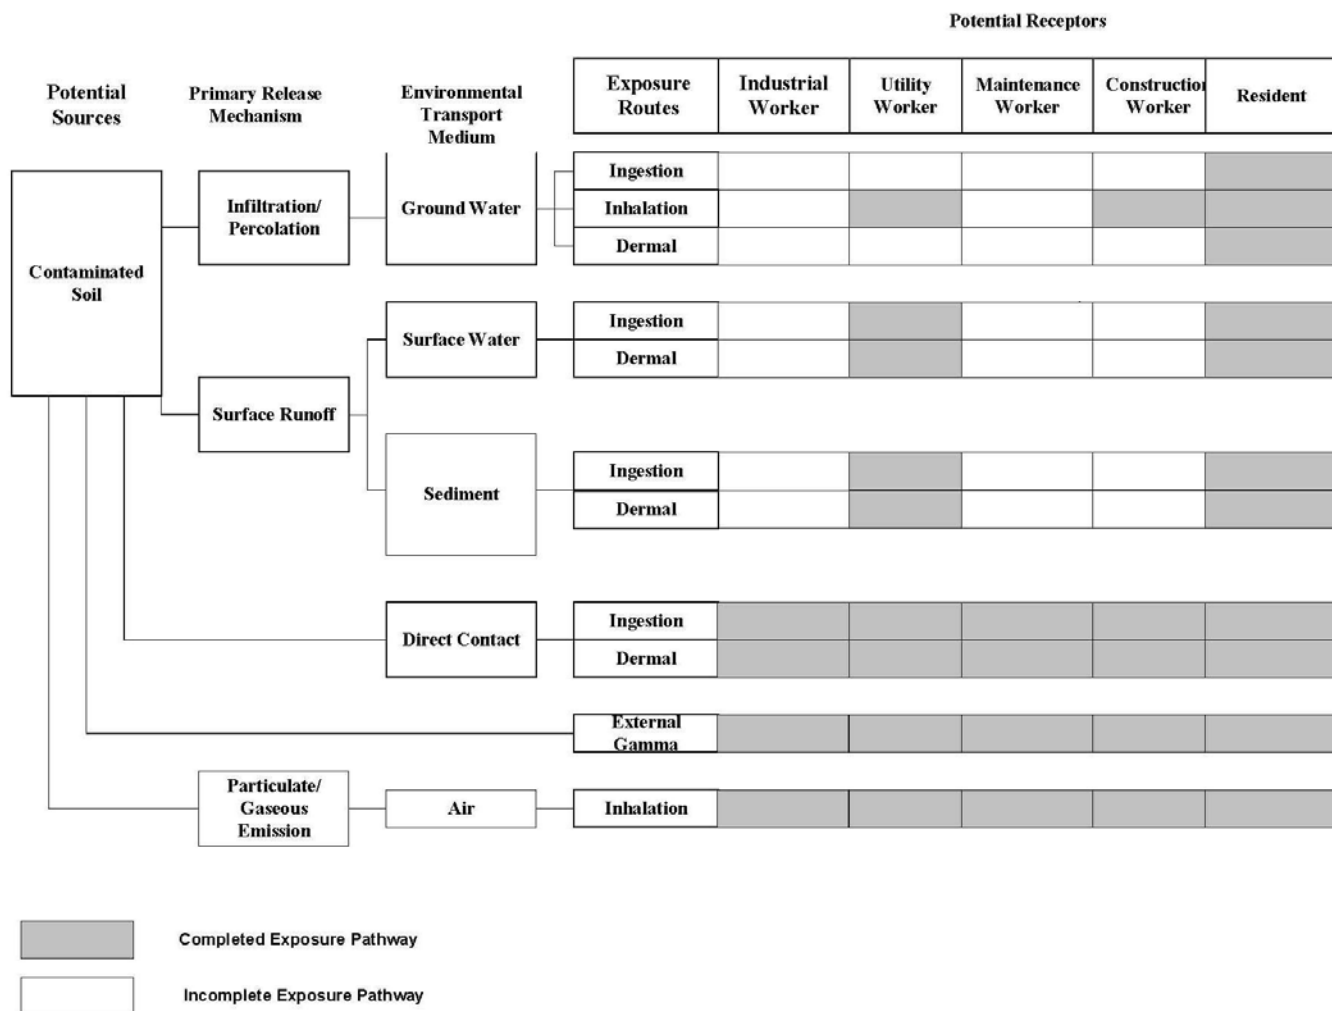 Potential Receptors
Potential
Sources
Primary Release
Mechanism
Environmental
Transport
Medium
Exposure
Routes
Industrial
Worker
Utility
Worker
Maintenance
Worker
Construction
Worker
Resident
Contaminated
Soil
Infiltration/
Percolation
Ground Water
Ingestion
Inhalation
Dermal
Surface Runoff
Surface Water
Ingestion
Dermal
Sediment
Ingestion
Dermal
Direct Contact
Ingestion
Dermal
External
Gamma
Particulate/
Gaseous
Emission
Air
Inhalation
Completed Exposure Pathway
Incomplete Exposure Pathway